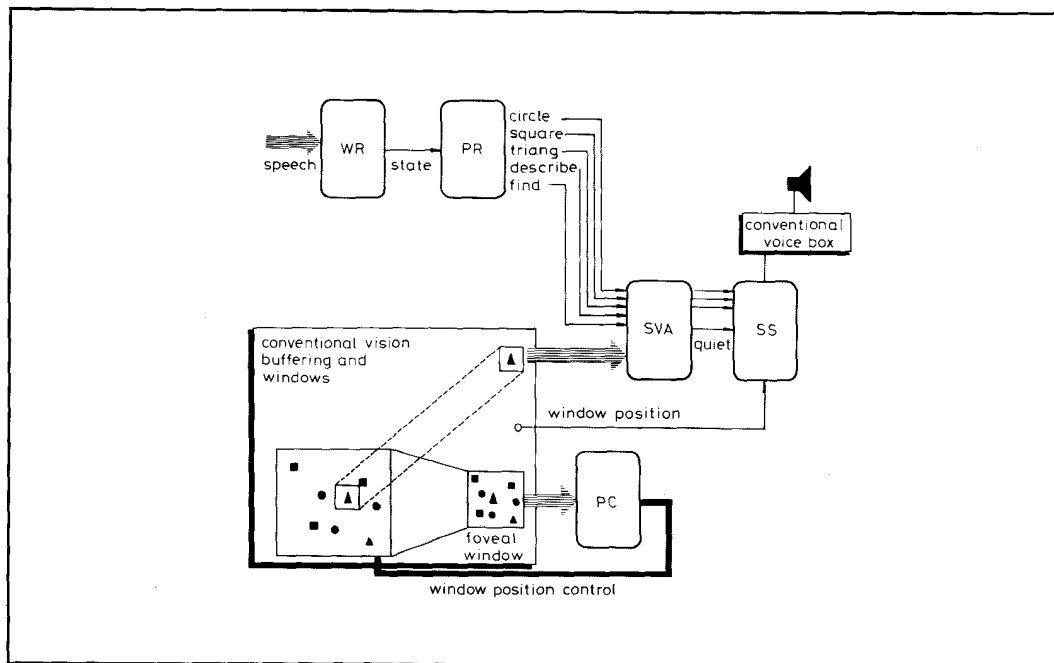 speech
WR
state
PR
circle
square
triang
describe
find
conventional
voice box
SVA
quiet
SS
conventional vision
buffering and
windows
window position
foveal
window
PC
window position control